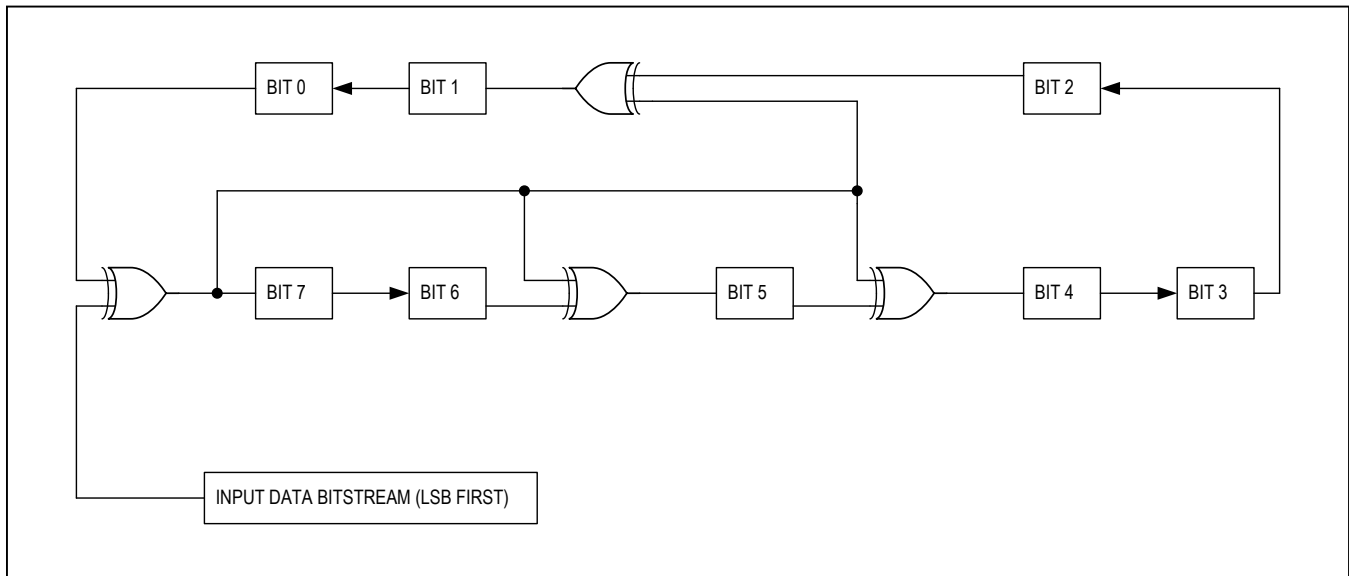 BIT 0
BIT 1
BIT 2
BIT 7
BIT 6
BIT 5
BIT 4
BIT 3
INPUT DATA BITSTREAM (LSB FIRST)